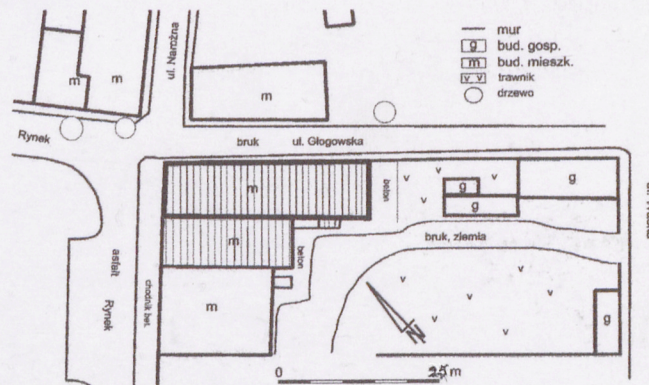 mur
g bud. gosp.
m bud. mieszk.
v v trawnik
drzewo
ul. Narożna
m
m
m
Rynek
bruk ul. Głogowska
m
beton
v
v
v
g
g
g
m
beton
bruk, ziemia
asfalt
Rynek
chodnik bet.
m
v
v
v
v
v
g
N
0
25 m